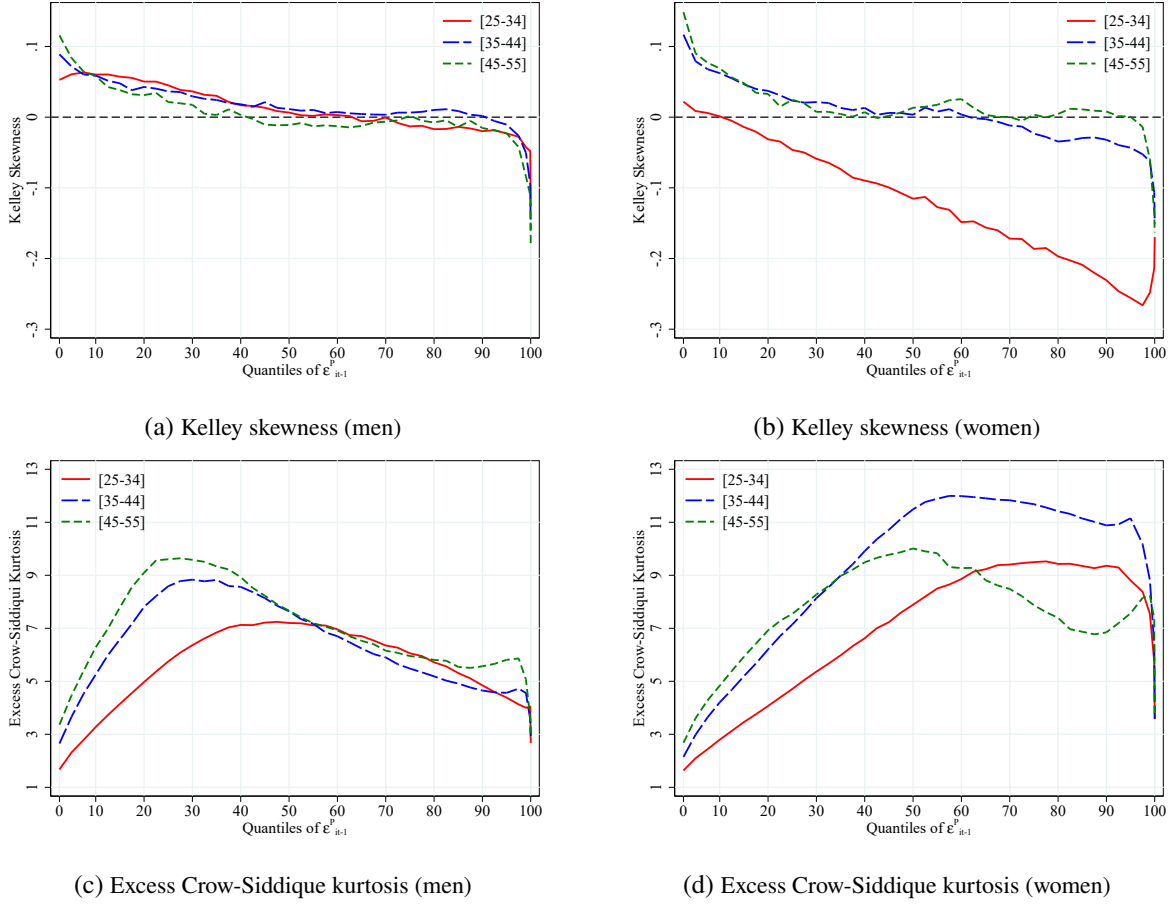 [25-34]
[35-44]
[45-55]
Kelley Skewness
.1
0
-.1
-.2
-.3
0 10 20 30 40 50 60 70 80 90 100
Quantiles of εᴾᵢₜ₋₁
(a) Kelley skewness (men)
[25-34]
[35-44]
[45-55]
Kelley Skewness
.1
0
-.1
-.2
-.3
0 10 20 30 40 50 60 70 80 90 100
Quantiles of εᴾᵢₜ₋₁
(b) Kelley skewness (women)
[25-34]
[35-44]
[45-55]
Excess Crow-Siddiqui Kurtosis
13
11
9
7
5
3
1
0 10 20 30 40 50 60 70 80 90 100
Quantiles of εᴾᵢₜ₋₁
(c) Excess Crow-Siddique kurtosis (men)
[25-34]
[35-44]
[45-55]
Excess Crow-Siddiqui Kurtosis
13
11
9
7
5
3
1
0 10 20 30 40 50 60 70 80 90 100
Quantiles of εᴾᵢₜ₋₁
(d) Excess Crow-Siddique kurtosis (women)